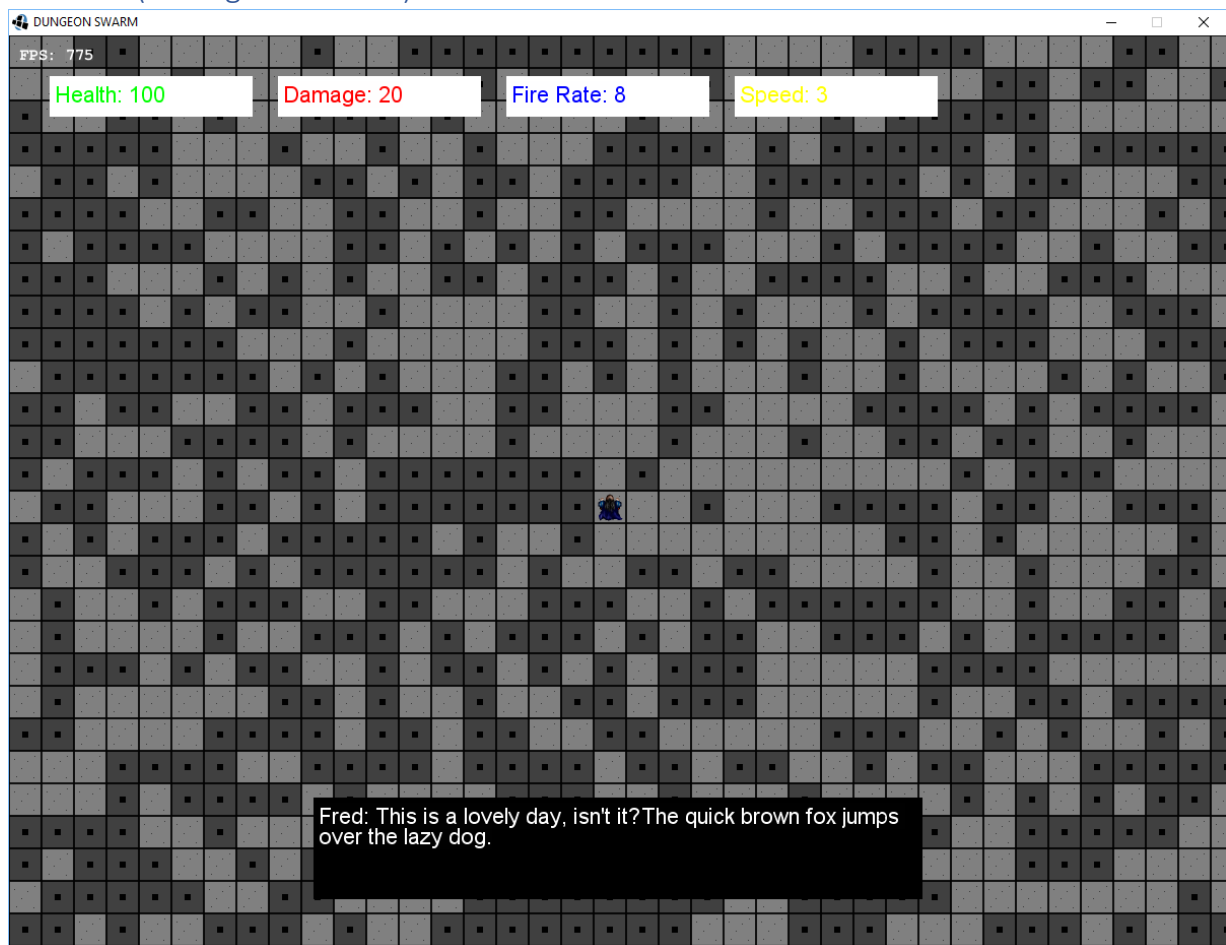 DUNGEON SWARM
FPS: 775
Health: 100 Damage: 20 Fire Rate: 8 Speed: 3
Fred: This is a lovely day, isn't it?The quick brown fox jumps
over the lazy dog.